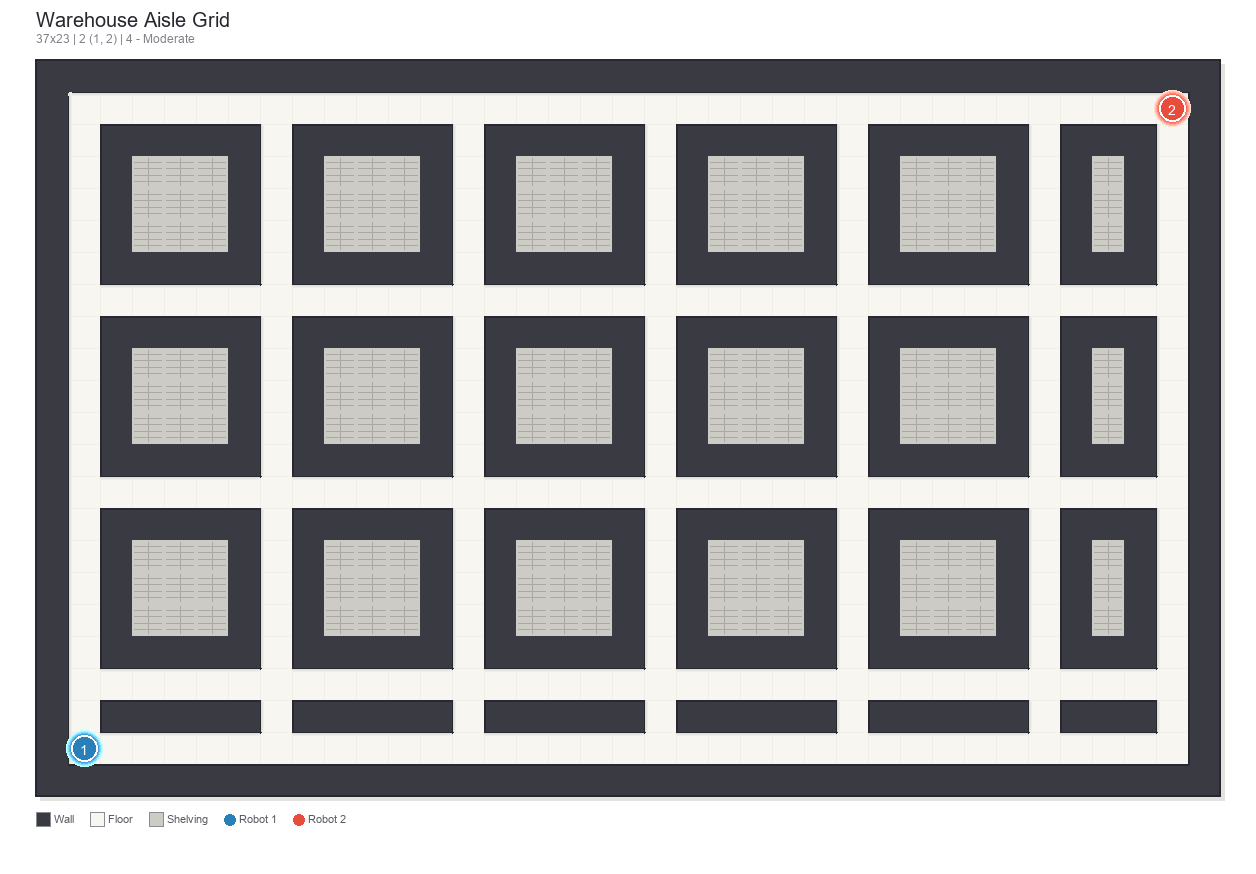 Warehouse Aisle Grid
37x23 | 2 (1, 2) | 4 - Moderate
2
1
Wall Floor Shelving Robot 1 Robot 2